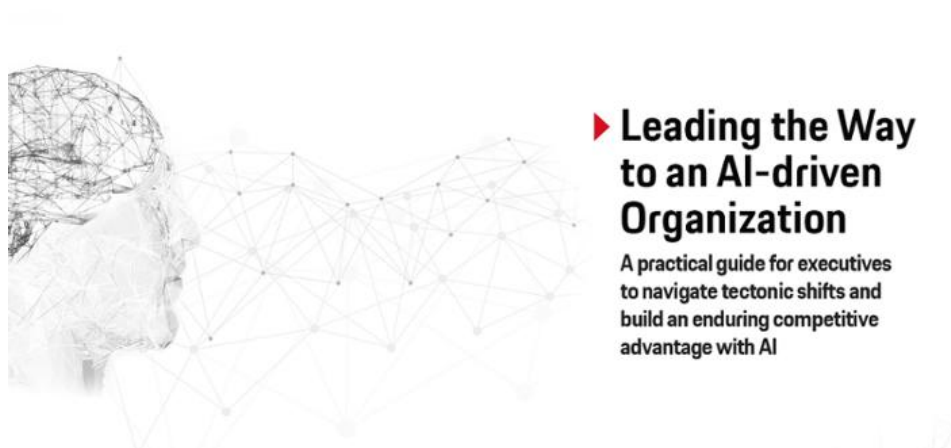 Leading the Way
to an AI-driven
Organization
A practical guide for executives
to navigate tectonic shifts and
build an enduring competitive
advantage with AI